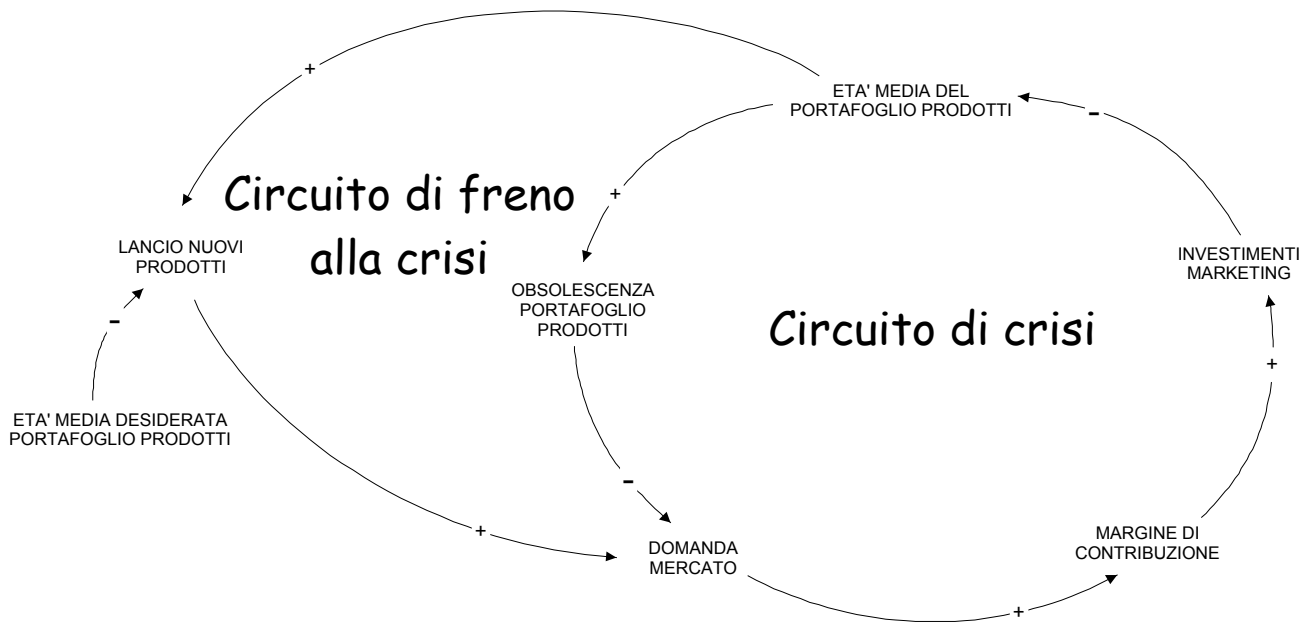 +
ETA' MEDIA DEL
PORTAFOGLIO PRODOTTI
-
Circuito di freno
alla crisi
+
LANCIO NUOVI
PRODOTTI
INVESTIMENTI
MARKETING
OBSOLESCENZA
PORTAFOGLIO
PRODOTTI
Circuito di crisi
-
+
ETA' MEDIA DESIDERATA
PORTAFOGLIO PRODOTTI
-
+
DOMANDA
MERCATO
MARGINE DI
CONTRIBUZIONE
+